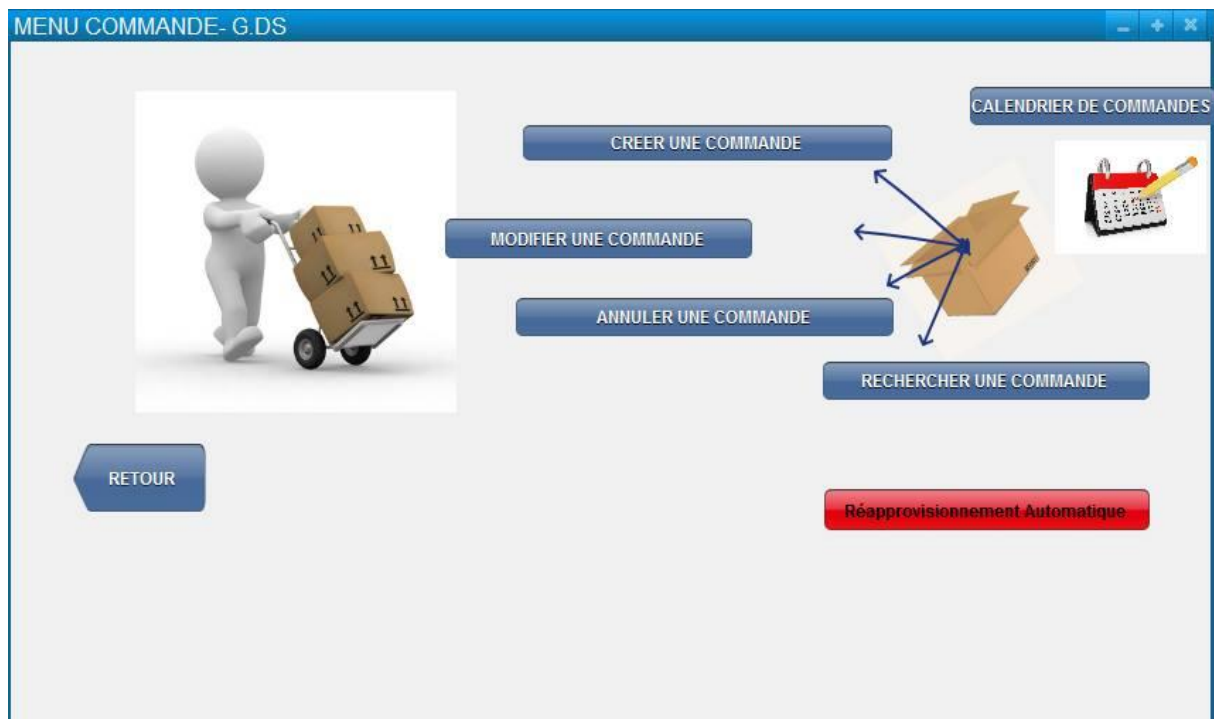 MENU COMMANDE- G.DS
CALENDRIER DE COMMANDES
CREER UNE COMMANDE
MODIFIER UNE COMMANDE
ANNULER UNE COMMANDE
RECHERCHER UNE COMMANDE
RETOUR
Réapprovisionnement Automatique